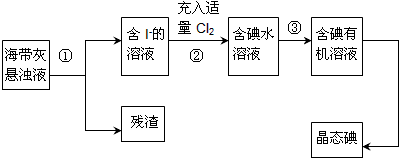 充入适
量 Cl2
海带灰
悬浊液
①
含 I-的
溶液
②
含碘水
溶液
③
含碘有
机溶液
残渣
晶态碘